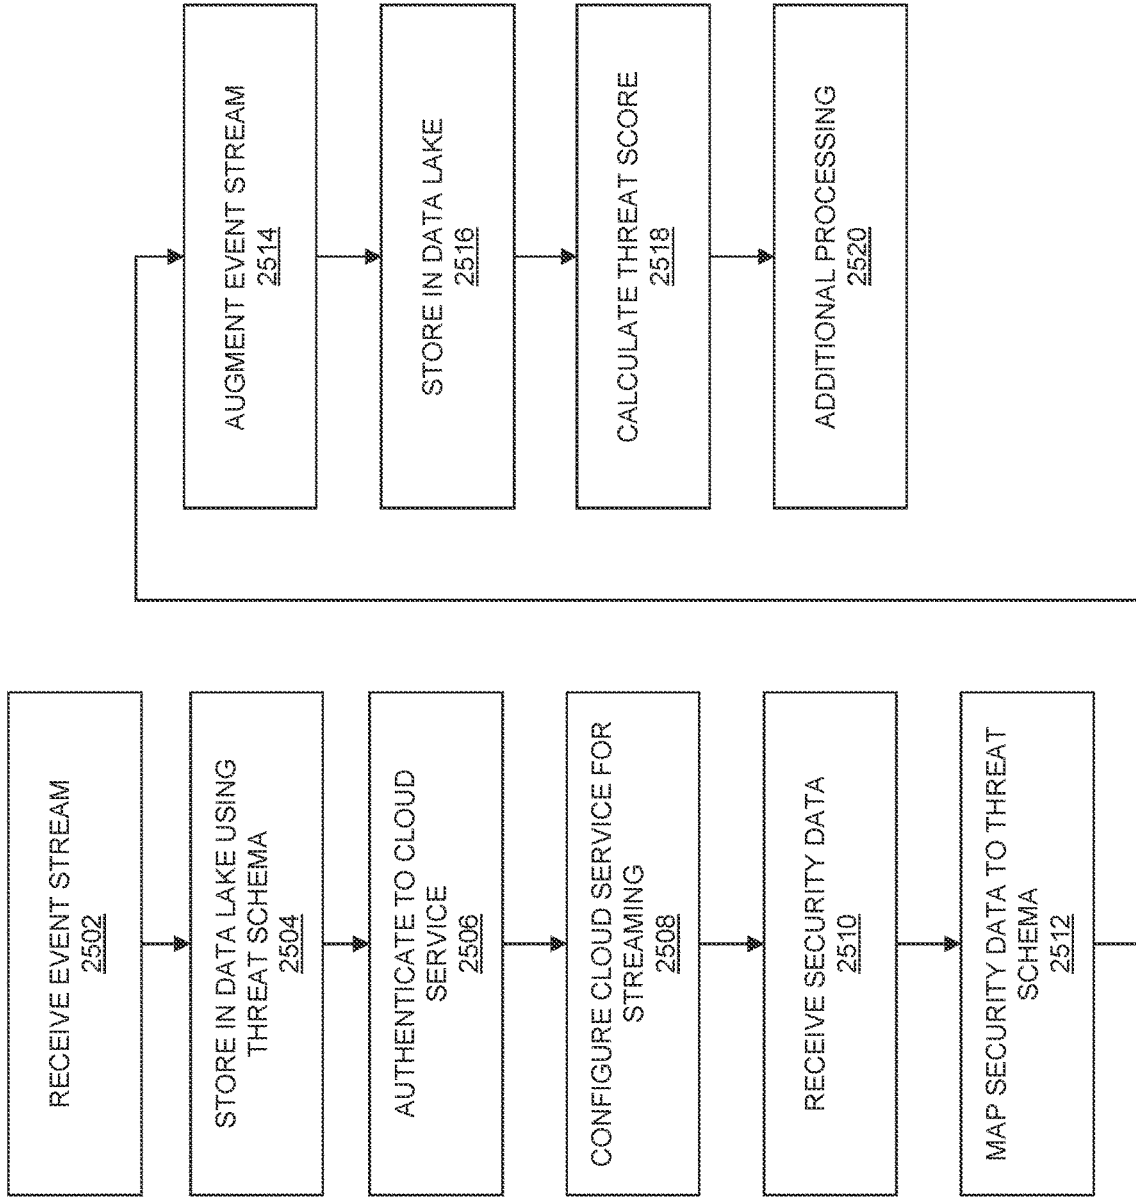 RECEIVE EVENT STREAM
2502
STORE IN DATA LAKE USING
THREAT SCHEMA
2504
AUTHENTICATE TO CLOUD
SERVICE
2506
CONFIGURE CLOUD SERVICE FOR
STREAMING
2508
RECEIVE SECURITY DATA
2510
MAP SECURITY DATA TO THREAT
SCHEMA
2512
AUGMENT EVENT STREAM
2514
STORE IN DATA LAKE
2516
CALCULATE THREAT SCORE
2518
ADDITIONAL PROCESSING
2520